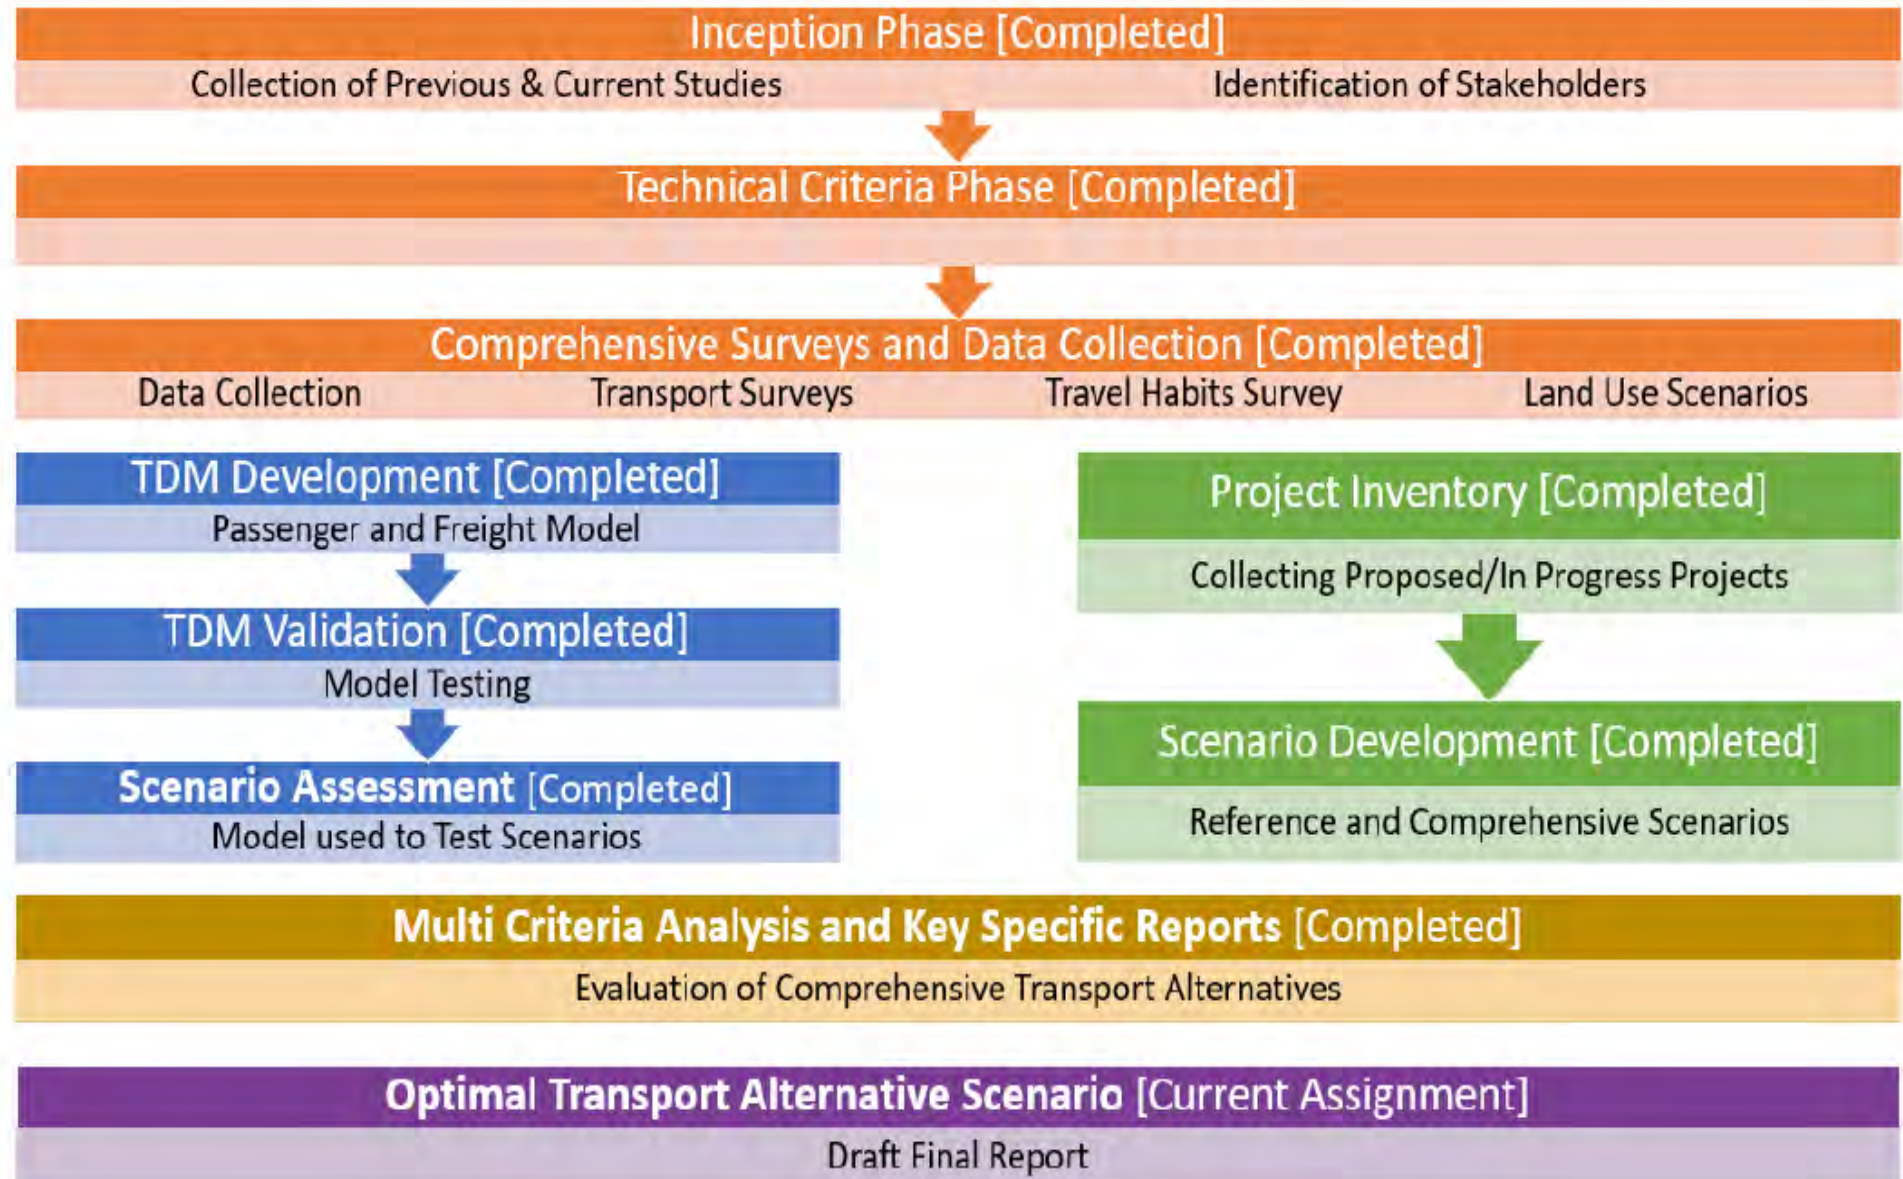 Inception Phase [Completed]
Collection of Previous & Current Studies
Identification of Stakeholders
Technical Criteria Phase [Completed]
Comprehensive Surveys and Data Collection [Completed]
Data Collection
Transport Surveys
Travel Habits Survey
Land Use Scenarios
TDM Development [Completed]
Passenger and Freight Model
TDM Validation [Completed]
Model Testing
Scenario Assessment [Completed]
Model used to Test Scenarios
Project Inventory [Completed]
Collecting Proposed/In Progress Projects
Scenario Development [Completed]
Reference and Comprehensive Scenarios
Multi Criteria Analysis and Key Specific Reports [Completed]
Evaluation of Comprehensive Transport Alternatives
Optimal Transport Alternative Scenario [Current Assignment]
Draft Final Report